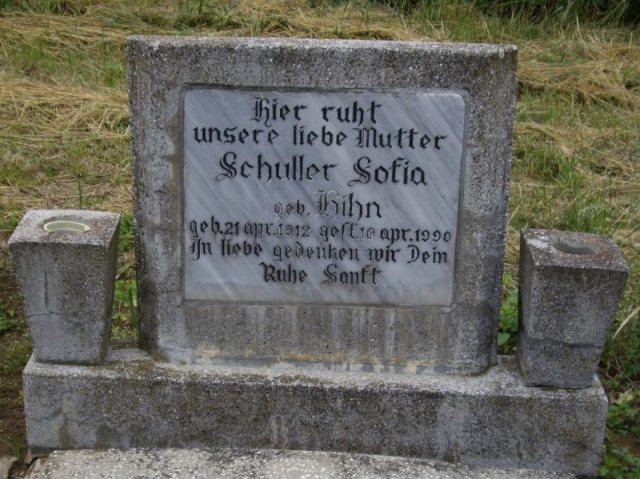 Hier ruht
unsere liebe Mutter
Schuller Sofia
geb. Hihn
geb. 21 apr. 1912 gest. 10 apr. 1990
In liebe gedenken wir Dein
Ruhe Sanft